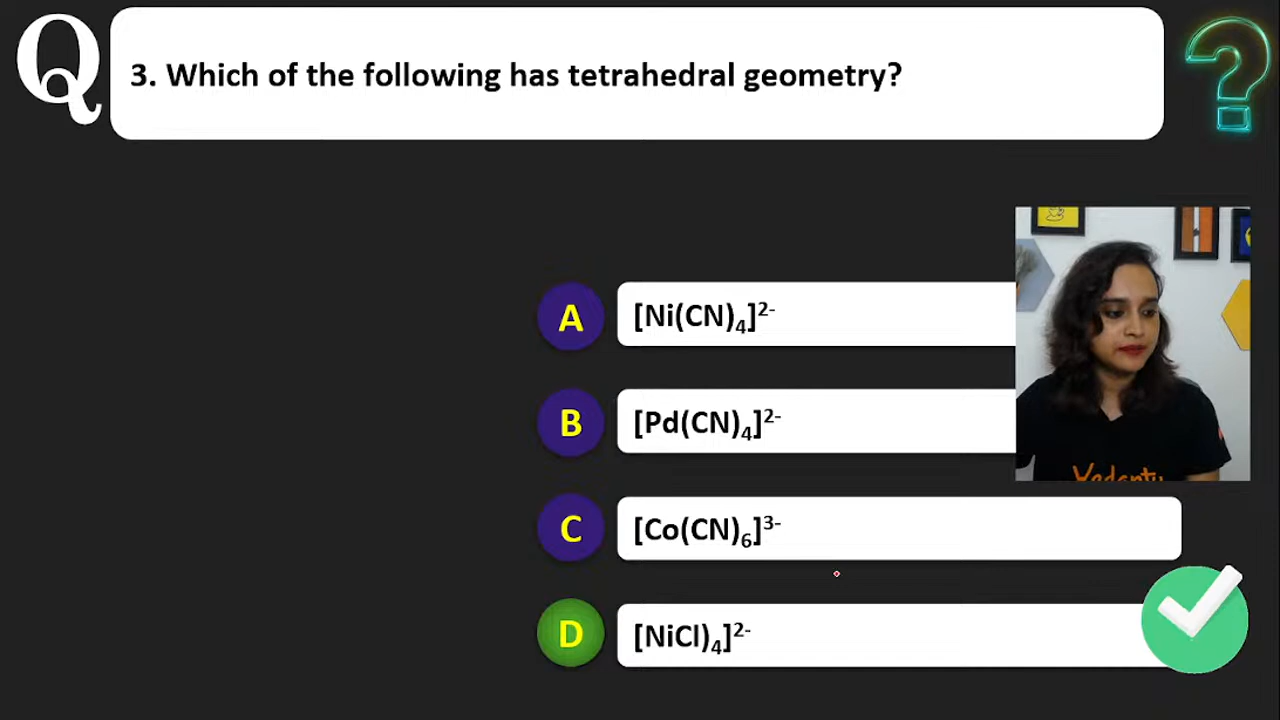 Q
3. Which of the following has tetrahedral geometry?
?
A [Ni(CN)₄]²⁻
B [Pd(CN)₄]²⁻
C [Co(CN)₆]³⁻
D [NiCl)₄]²⁻
Vedantu